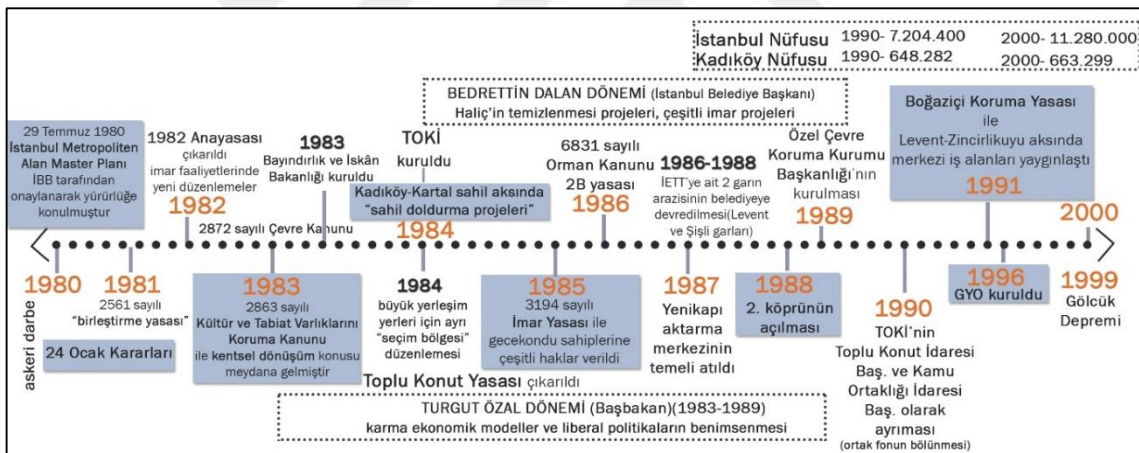 İstanbul Nüfusu 1990- 7.204.400 2000- 11.280.000
Kadıköy Nüfusu 1990- 648.282 2000- 663.299
BEDRETTİN DALAN DÖNEMİ (İstanbul Belediye Başkanı)
Haliç'in temizlenmesi projeleri, çeşitli imar projeleri
29 Temmuz 1980
İstanbul Metropoliten
Alan Master Planı
İBB tarafından
onaylanarak yürürlüğe
konulmuştur
1982 Anayasası
çıkarıldı
imar faaliyetlerinde
yeni düzenlemeler
1982
2872 sayılı Çevre Kanunu
1983
Bayındırlık ve İskân
Bakanlığı kuruldu
TOKİ
kuruldu
Kadıköy-Kartal sahil aksında
"sahil doldurma projeleri"
1984
6831 sayılı
Orman Kanunu
2B yasası
1986
1986-1988
İETT'ye ait 2 garın
arazisinin belediyeye
devredilmesi(Levent
ve Şişli garları)
Özel Çevre
Koruma Kurumu
Başkanlığı'nın
kurulması
1989
Boğaziçi Koruma Yasası
ile
Levent-Zincirlikuyu aksında
merkezi iş alanları yaygınlaştı
1991
2000
askeri darbe
1980
1981
2561 sayılı
"birleştirme yasası"
24 Ocak Kararları
1983
2863 sayılı
Kültür ve Tabiat Varlıklarını
Koruma Kanunu
ile kentsel dönüşüm konusu
meydana gelmiştir
1984
büyük yerleşim
yerleri için ayrı
"seçim bölgesi"
düzenlemesi
Toplu Konut Yasası çıkarıldı
1985
3194 sayılı
İmar Yasası ile
gecekondu sahiplerine
çeşitli haklar verildi
1987
Yenikapı
aktarma
merkezinin
temeli atıldı
1988
2. köprünün
açılması
1990
TOKİ'nin
Toplu Konut İdaresi
Baş. ve Kamu
Ortaklığı İdaresi
Baş. olarak
ayrıması
(ortak fonun bölünmesi)
1996
GYO kuruldu
1999
Gölcük
Depremi
TURGUT ÖZAL DÖNEMİ (Başbakan)(1983-1989)
karma ekonomik modeller ve liberal politikaların benimsenmesi